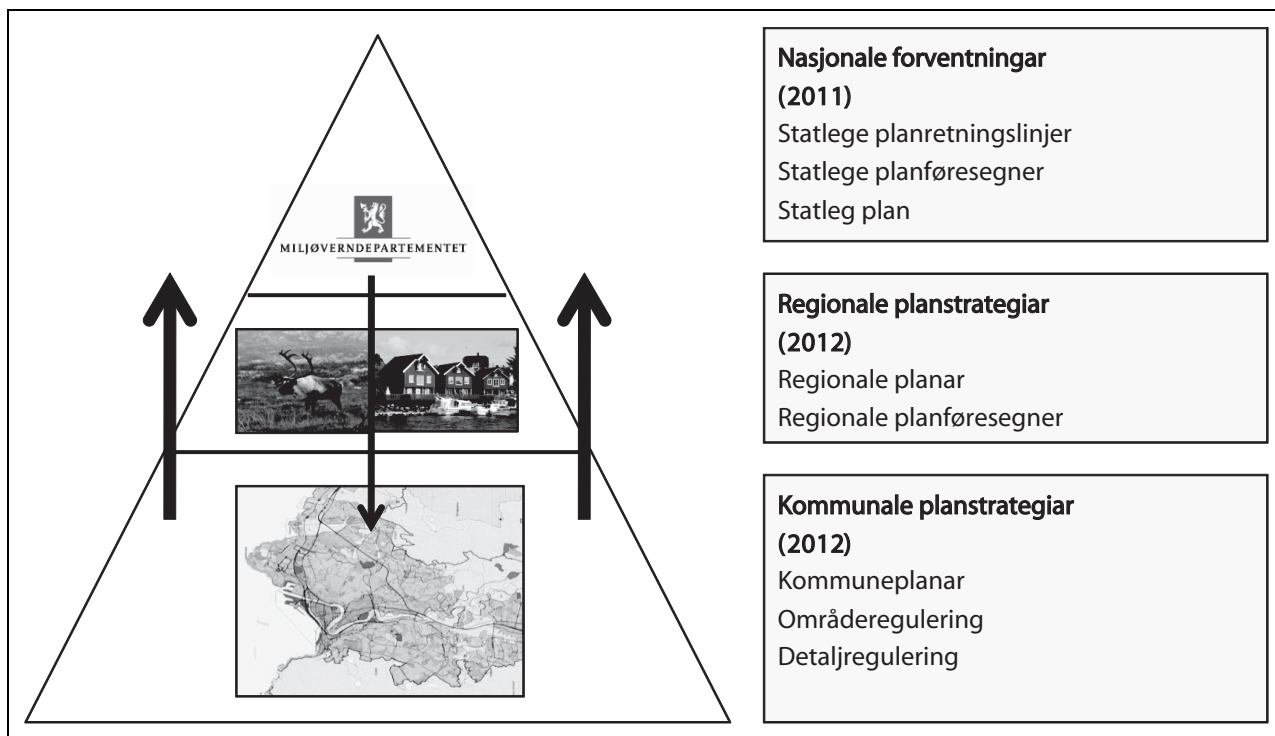 MILJØVERNDEPARTEMENTET
Nasjonale forventningar
(2011)
Statlege planretningslinjer
Statlege planføresegner
Statleg plan
Regionale planstrategiar
(2012)
Regionale planar
Regionale planføresegner
Kommunale planstrategiar
(2012)
Kommuneplanar
Områderegulering
Detaljregulering